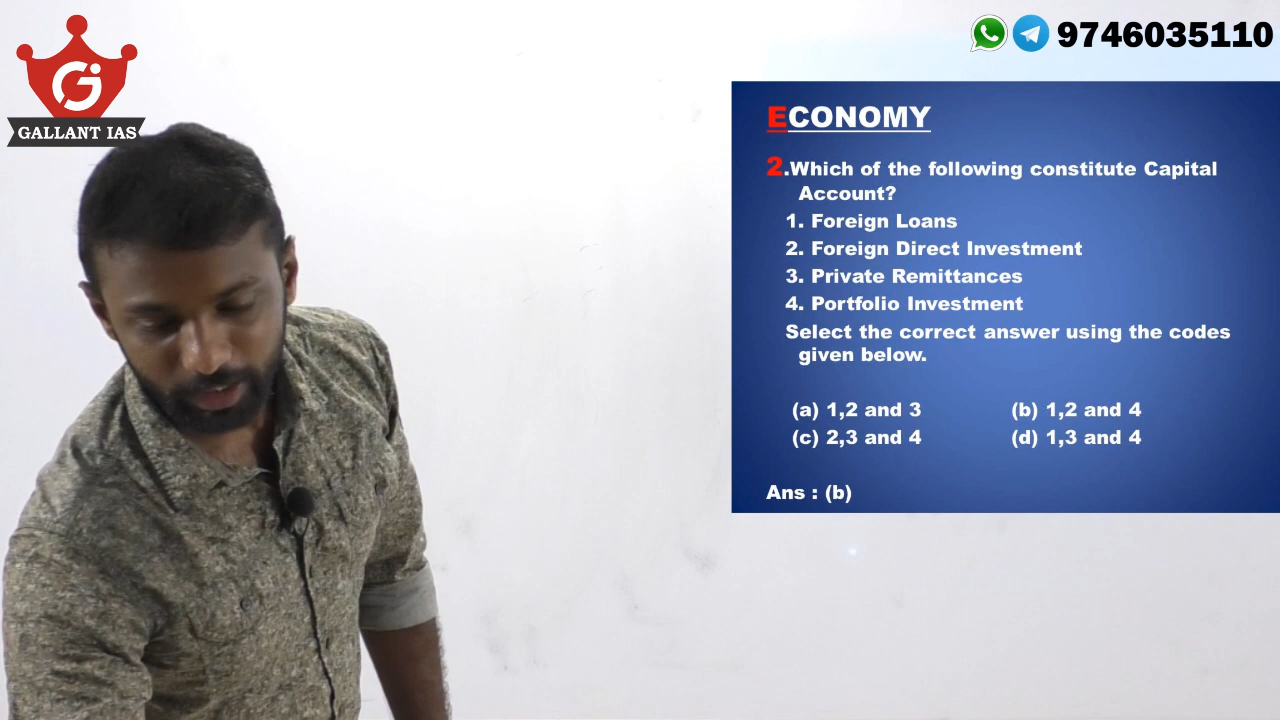 9746035110
GALLANT IAS
ECONOMY
2.Which of the following constitute Capital
Account?
1. Foreign Loans
2. Foreign Direct Investment
3. Private Remittances
4. Portfolio Investment
Select the correct answer using the codes
given below.
(a) 1,2 and 3 (b) 1,2 and 4
(c) 2,3 and 4 (d) 1,3 and 4
Ans : (b)